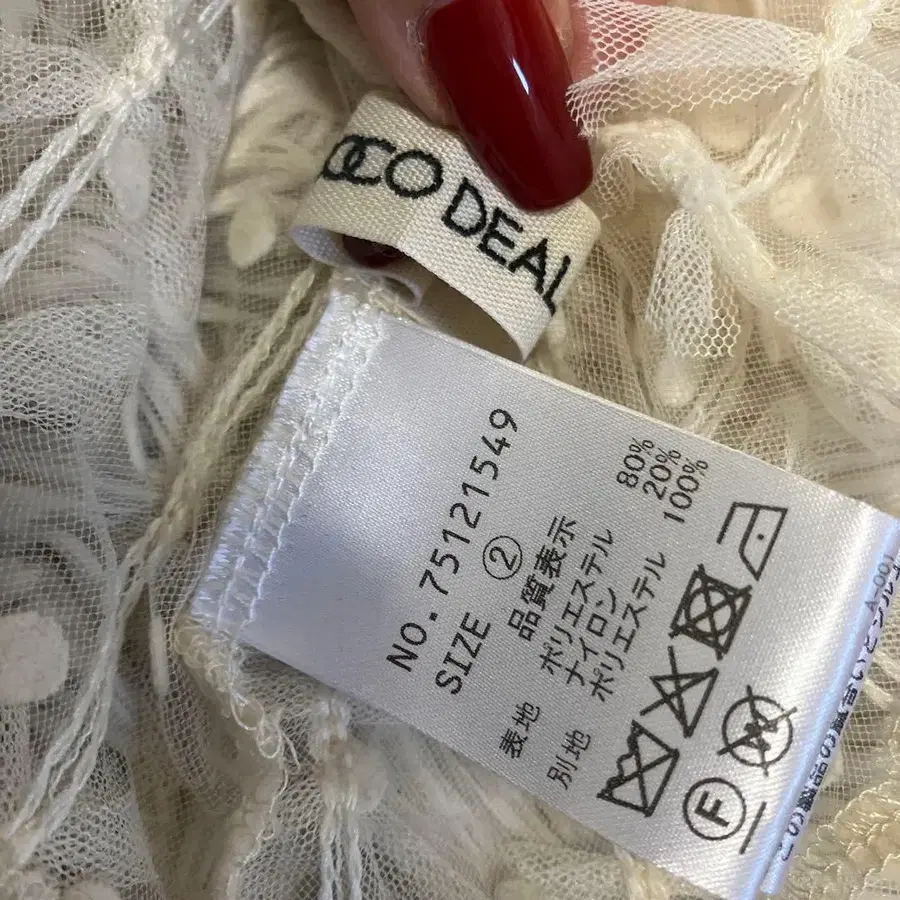 COCO DEAL
NO.75121549
SIZE ②
品質表示
表地 ポリエステル 80%
ナイロン 20%
別地 ポリエステル 100%
F
W